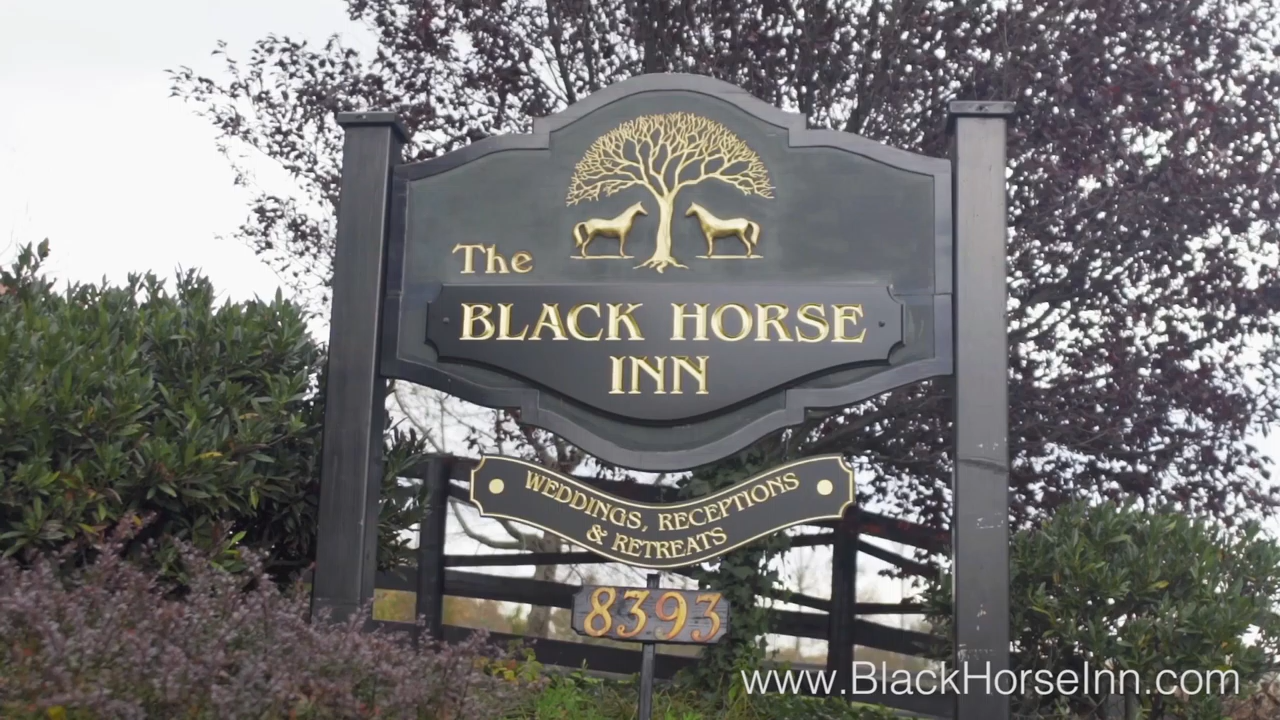 The
BLACK HORSE
INN
WEDDINGS, RECEPTIONS
& RETREATS
8393
www.BlackHorseInn.com